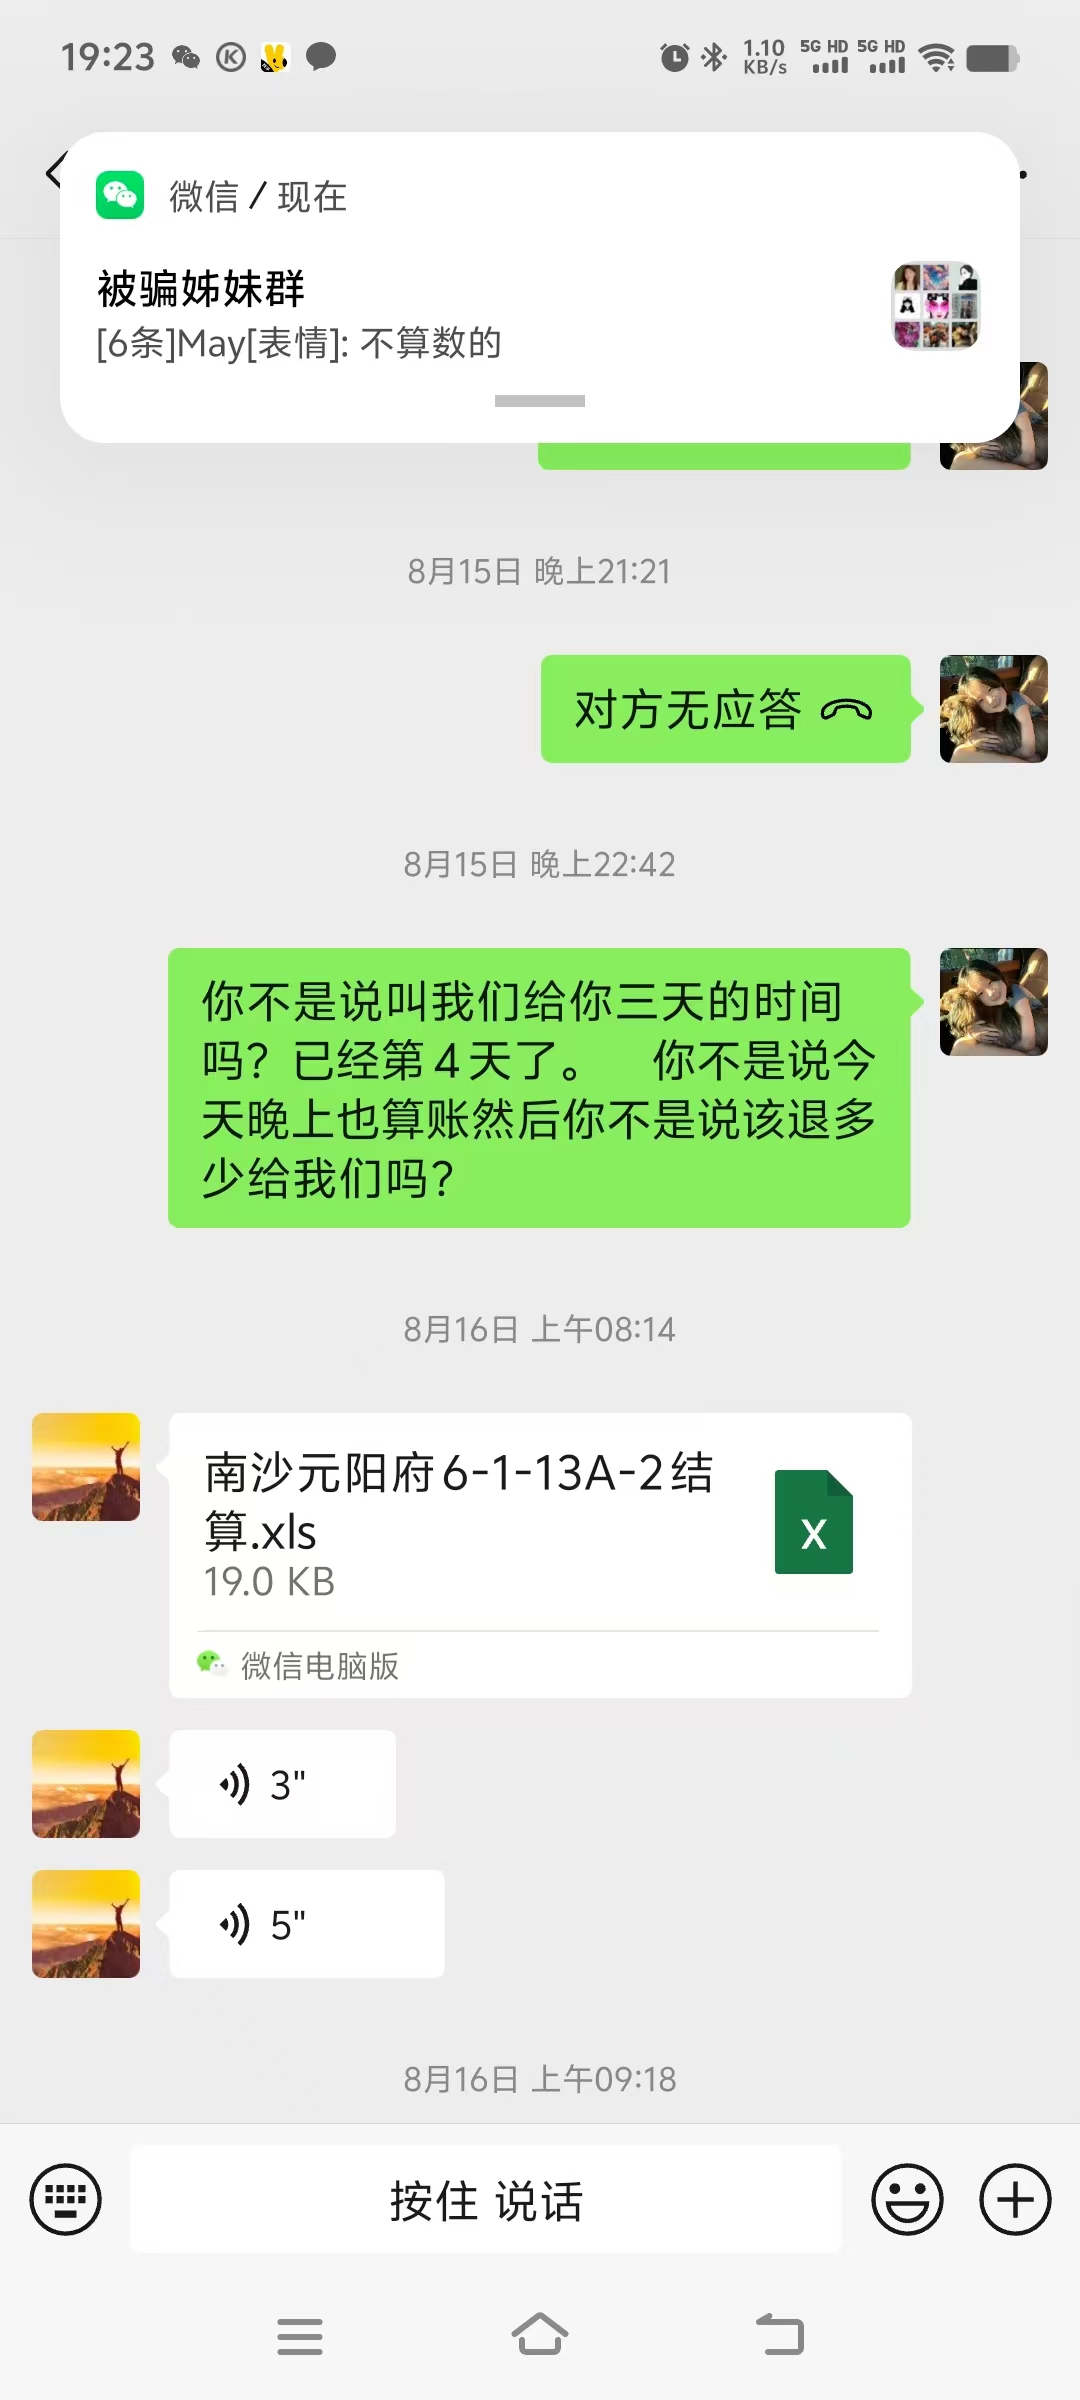 19:23
1.10 KB/s 5G HD 5G HD
微信 / 现在
被骗姊妹群
[6条]May[表情]: 不算数的
8月15日 晚上21:21
对方无应答
8月15日 晚上22:42
你不是说叫我们给你三天的时间
吗？已经第4天了。 你不是说今
天晚上也算账然后你不是说该退多
少给我们吗？
8月16日 上午08:14
南沙元阳府6-1-13A-2结
算.xls
19.0 KB
X
微信电脑版
3"
5"
8月16日 上午09:18
按住 说话